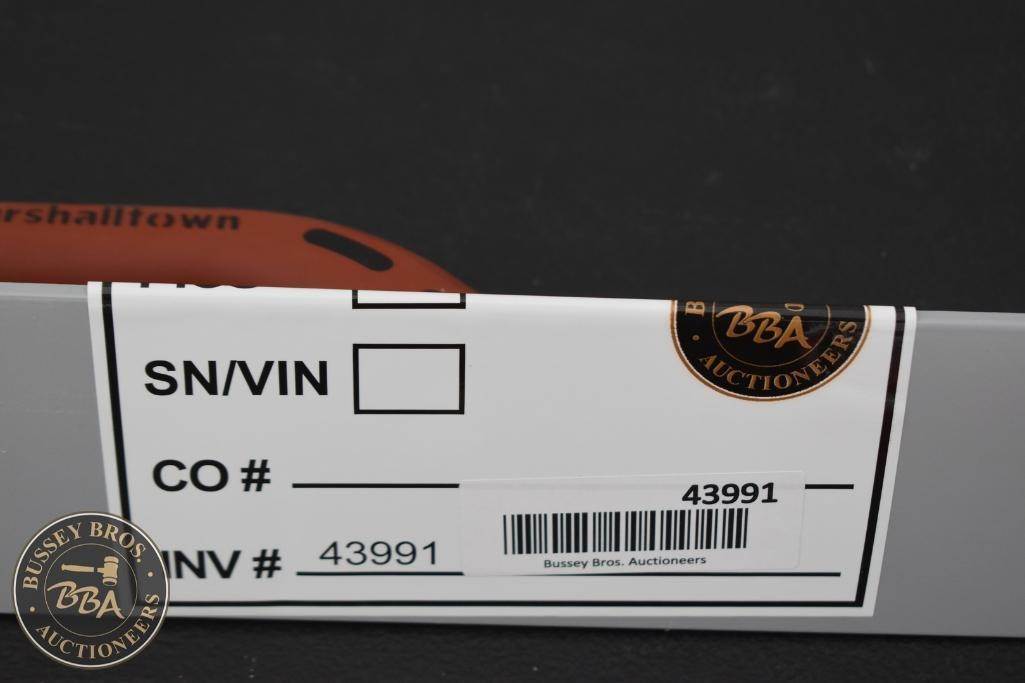 rshalltown
SN/VIN
BBA
AUCTIONEERS
CO #
43991
INV # 43991
Bussey Bros. Auctioneers
BUSSEY BROS.
BBA
AUCTIONEERS